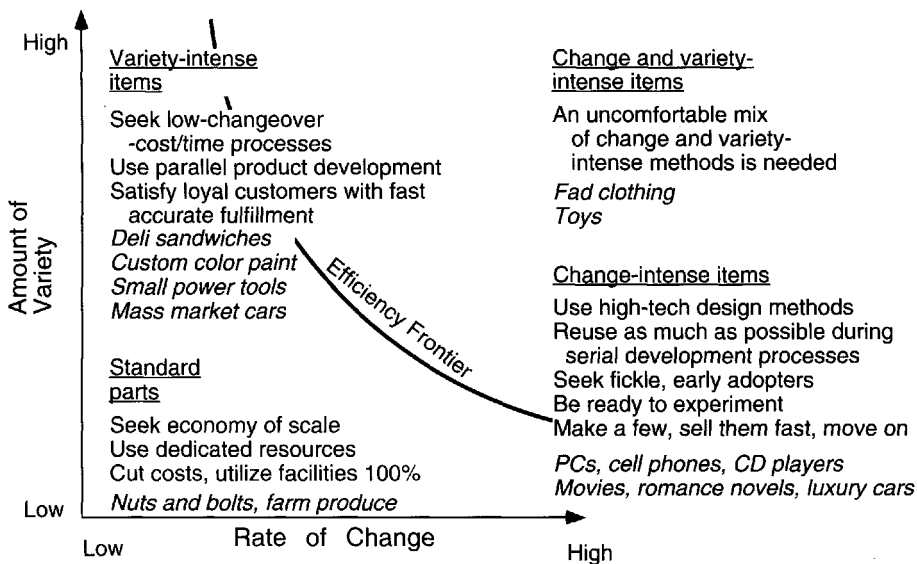 High
Amount of
Variety
Low
Variety-intense
items
Seek low-changeover
-cost/time processes
Use parallel product development
Satisfy loyal customers with fast
accurate fulfillment
Deli sandwiches
Custom color paint
Small power tools
Mass market cars
Standard
parts
Seek economy of scale
Use dedicated resources
Cut costs, utilize facilities 100%
Nuts and bolts, farm produce
Efficiency Frontier
Change and variety-
intense items
An uncomfortable mix
of change and variety-
intense methods is needed
Fad clothing
Toys
Change-intense items
Use high-tech design methods
Reuse as much as possible during
serial development processes
Seek fickle, early adopters
Be ready to experiment
Make a few, sell them fast, move on
PCs, cell phones, CD players
Movies, romance novels, luxury cars
Low
Rate of Change
High